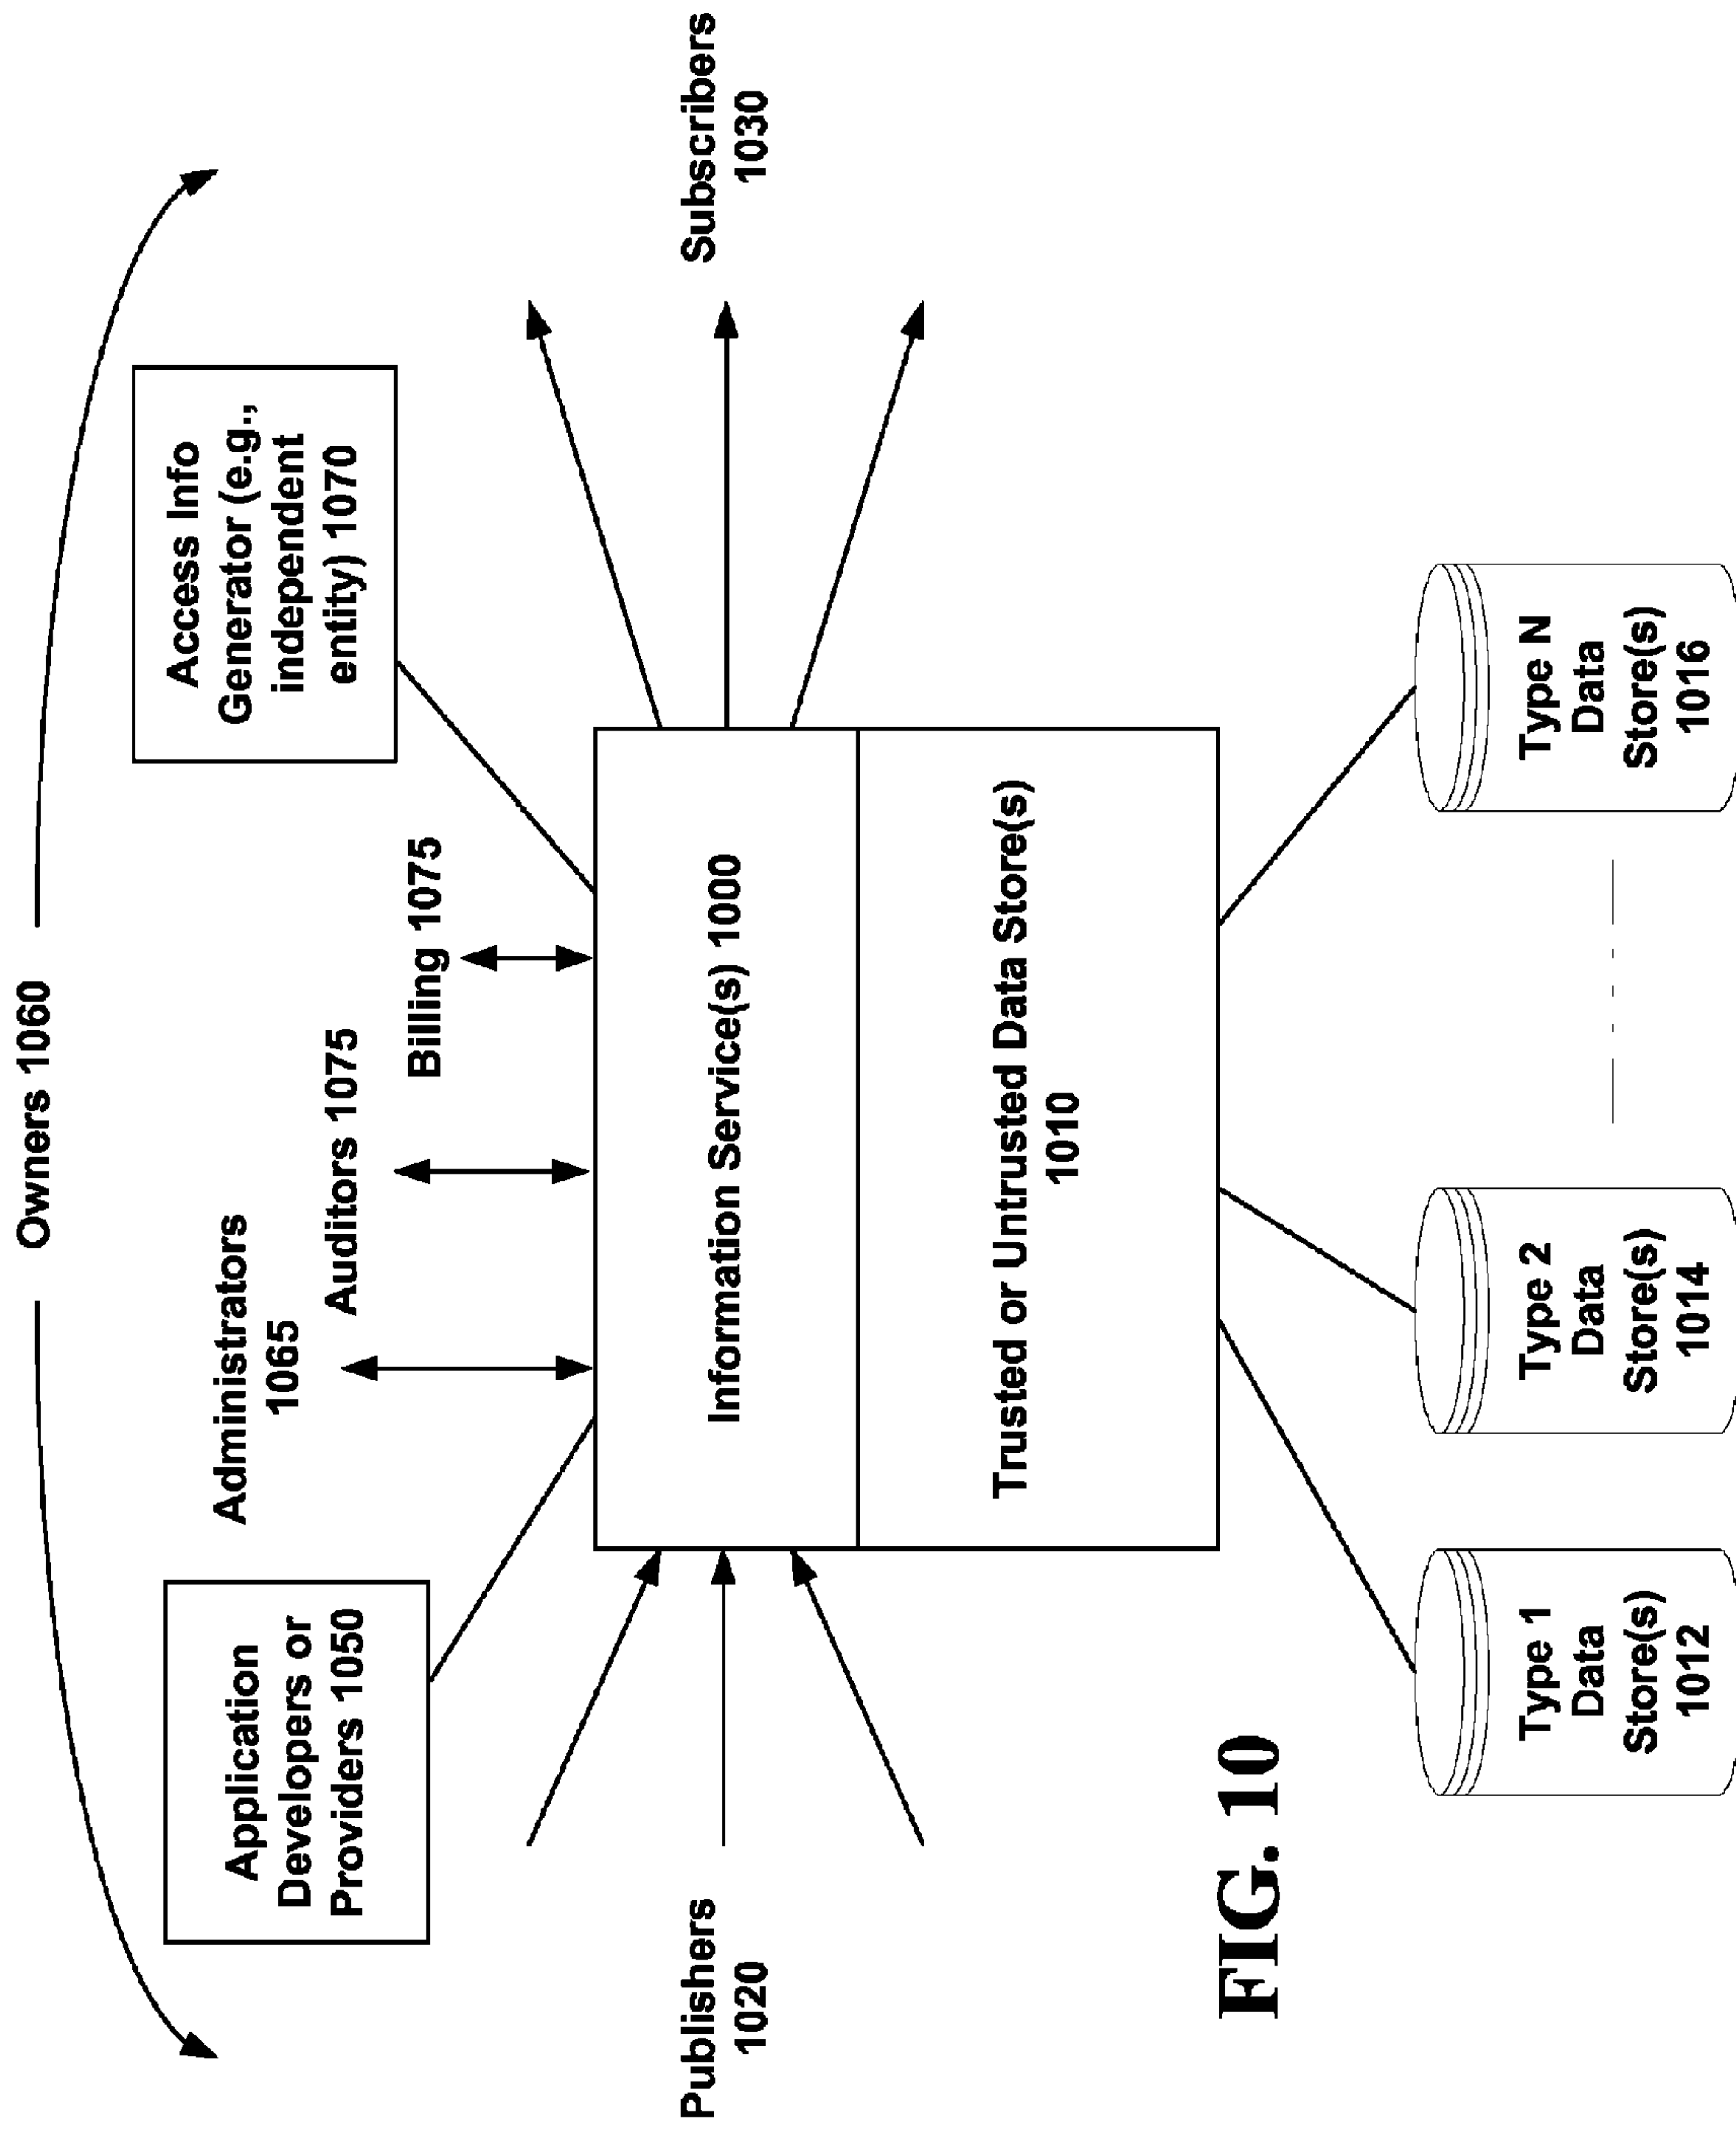 Owners 1060
Administrators
1065
Auditors 1075
Billing 1075
Application
Developers or
Providers 1050
Access Info
Generator (e.g.,
independent
entity) 1070
Publishers
1020
Information Service(s) 1000
Subscribers
1030
Trusted or Untrusted Data Store(s)
1010
FIG. 10
Type 1
Data
Store(s)
1012
Type 2
Data
Store(s)
1014
Type N
Data
Store(s)
1016